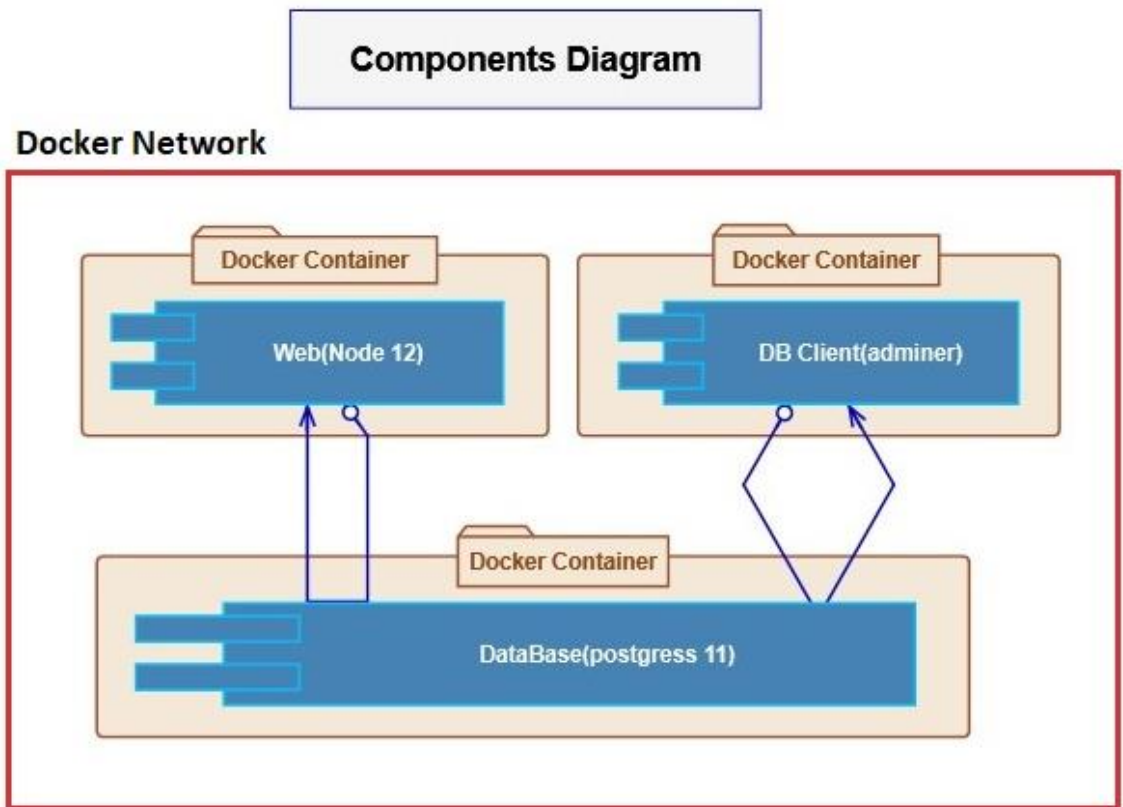 Components Diagram
Docker Network
Docker Container
Docker Container
Web(Node 12)
DB Client(adminer)
Docker Container
DataBase(postgress 11)